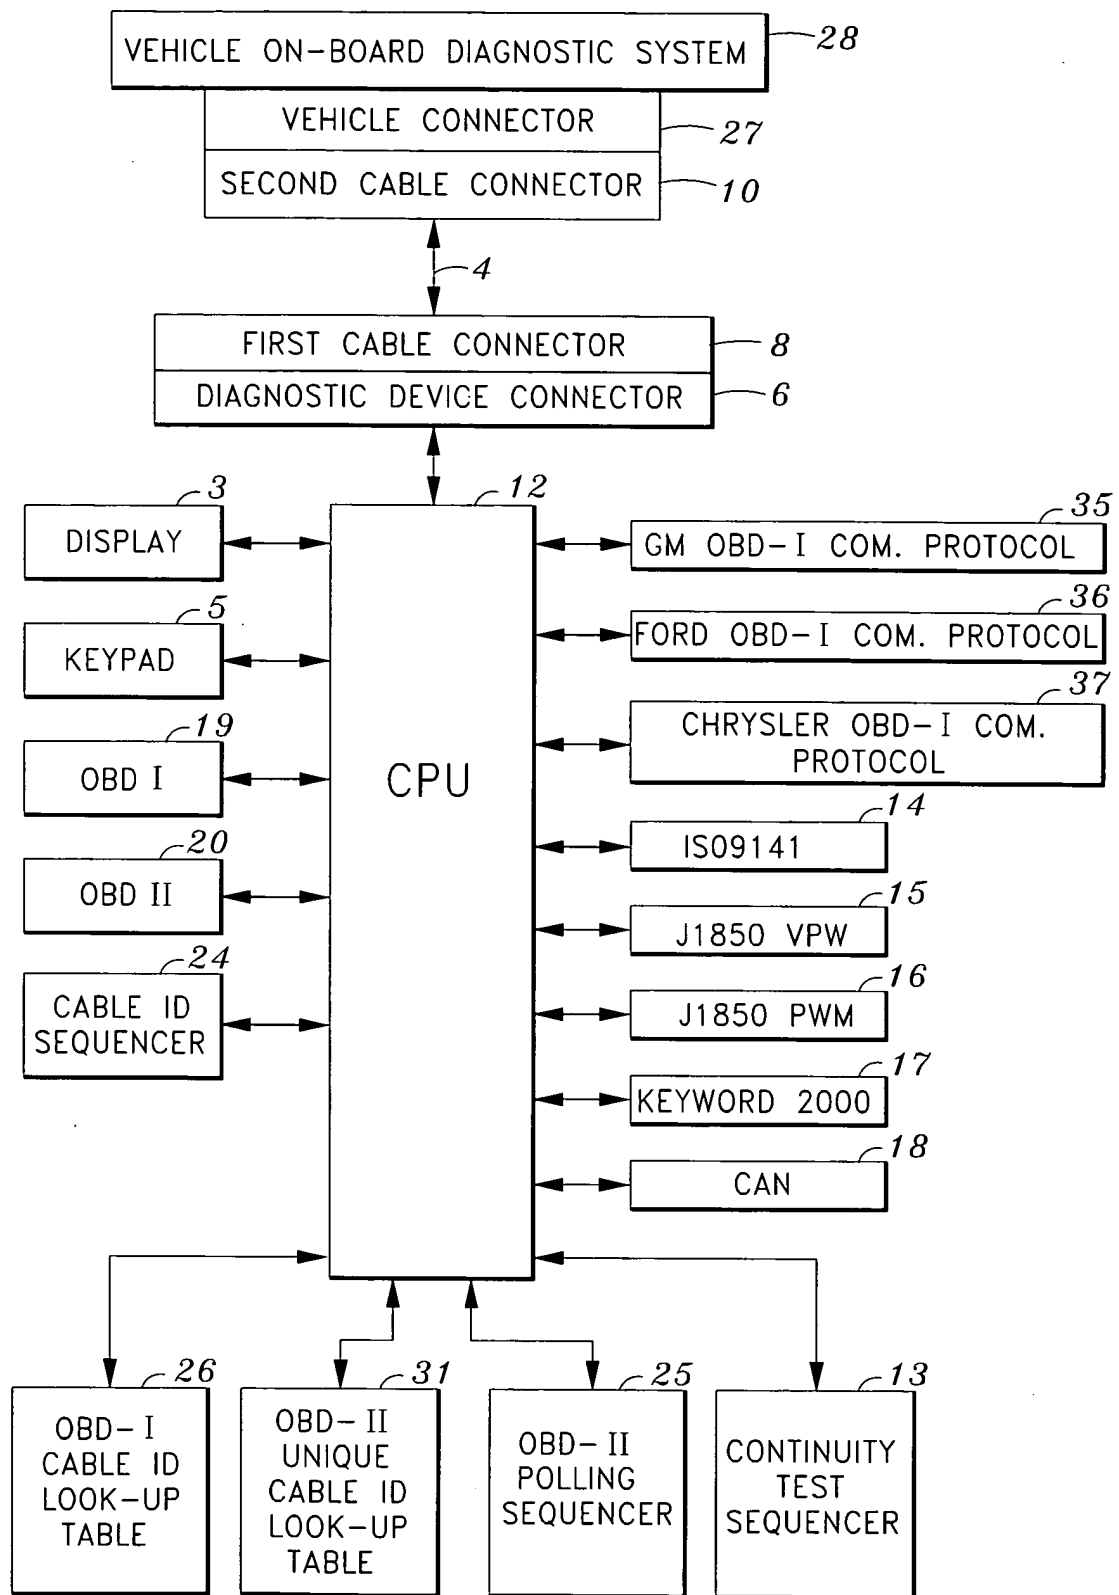 VEHICLE ON-BOARD DIAGNOSTIC SYSTEM
28
VEHICLE CONNECTOR
27
SECOND CABLE CONNECTOR
10
4
FIRST CABLE CONNECTOR
8
DIAGNOSTIC DEVICE CONNECTOR
6
3
DISPLAY
5
KEYPAD
19
OBD I
20
OBD II
24
CABLE ID
SEQUENCER
12
CPU
35
GM OBD-I COM. PROTOCOL
36
FORD OBD-I COM. PROTOCOL
37
CHRYSLER OBD-I COM.
PROTOCOL
14
ISO9141
15
J1850 VPW
16
J1850 PWM
17
KEYWORD 2000
18
CAN
26
OBD-I
CABLE ID
LOOK-UP
TABLE
31
OBD-II
UNIQUE
CABLE ID
LOOK-UP
TABLE
25
OBD-II
POLLING
SEQUENCER
13
CONTINUITY
TEST
SEQUENCER